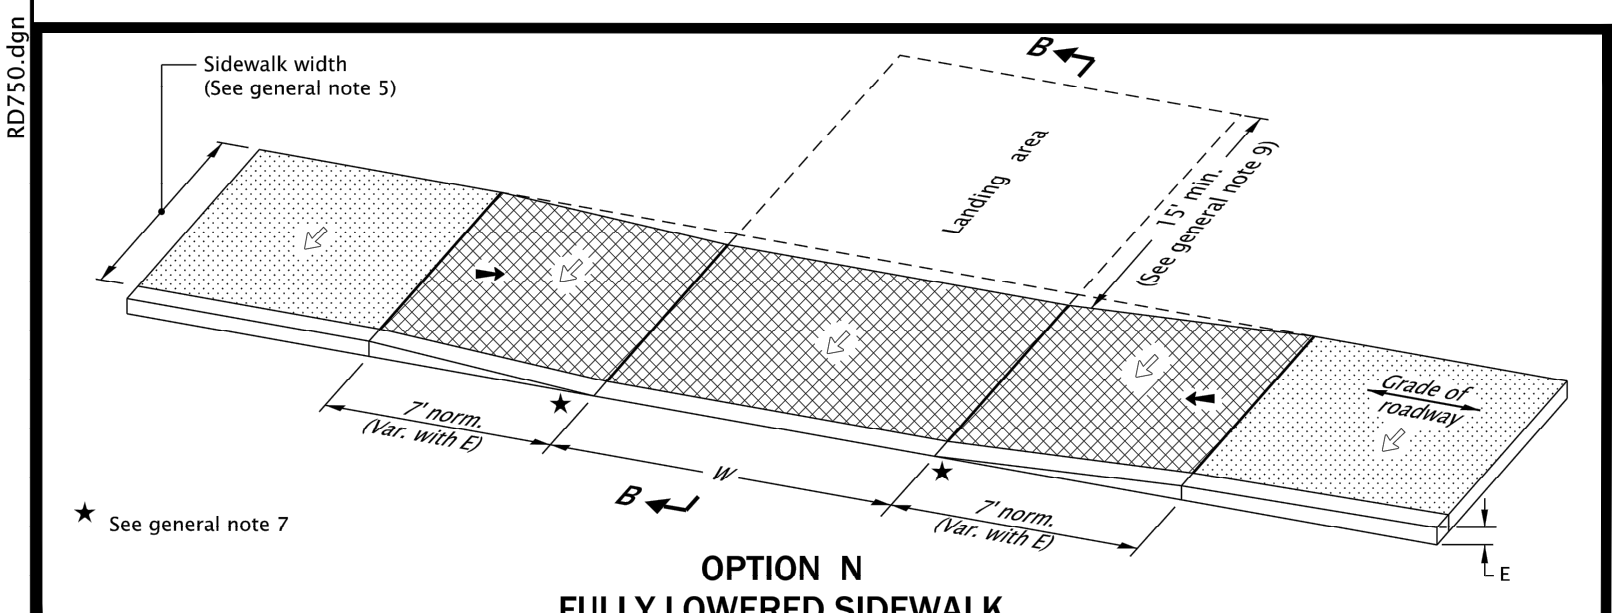 RD750.dgn
Sidewalk width
(See general note 5)
B
Landing area
15' min.
(See general note 9)
Grade of
roadway
7' norm.
(Var. with E)
★
W
★
B
7' norm.
(Var. with E)
E
★ See general note 7
OPTION N
FULLY LOWERED SIDEWALK